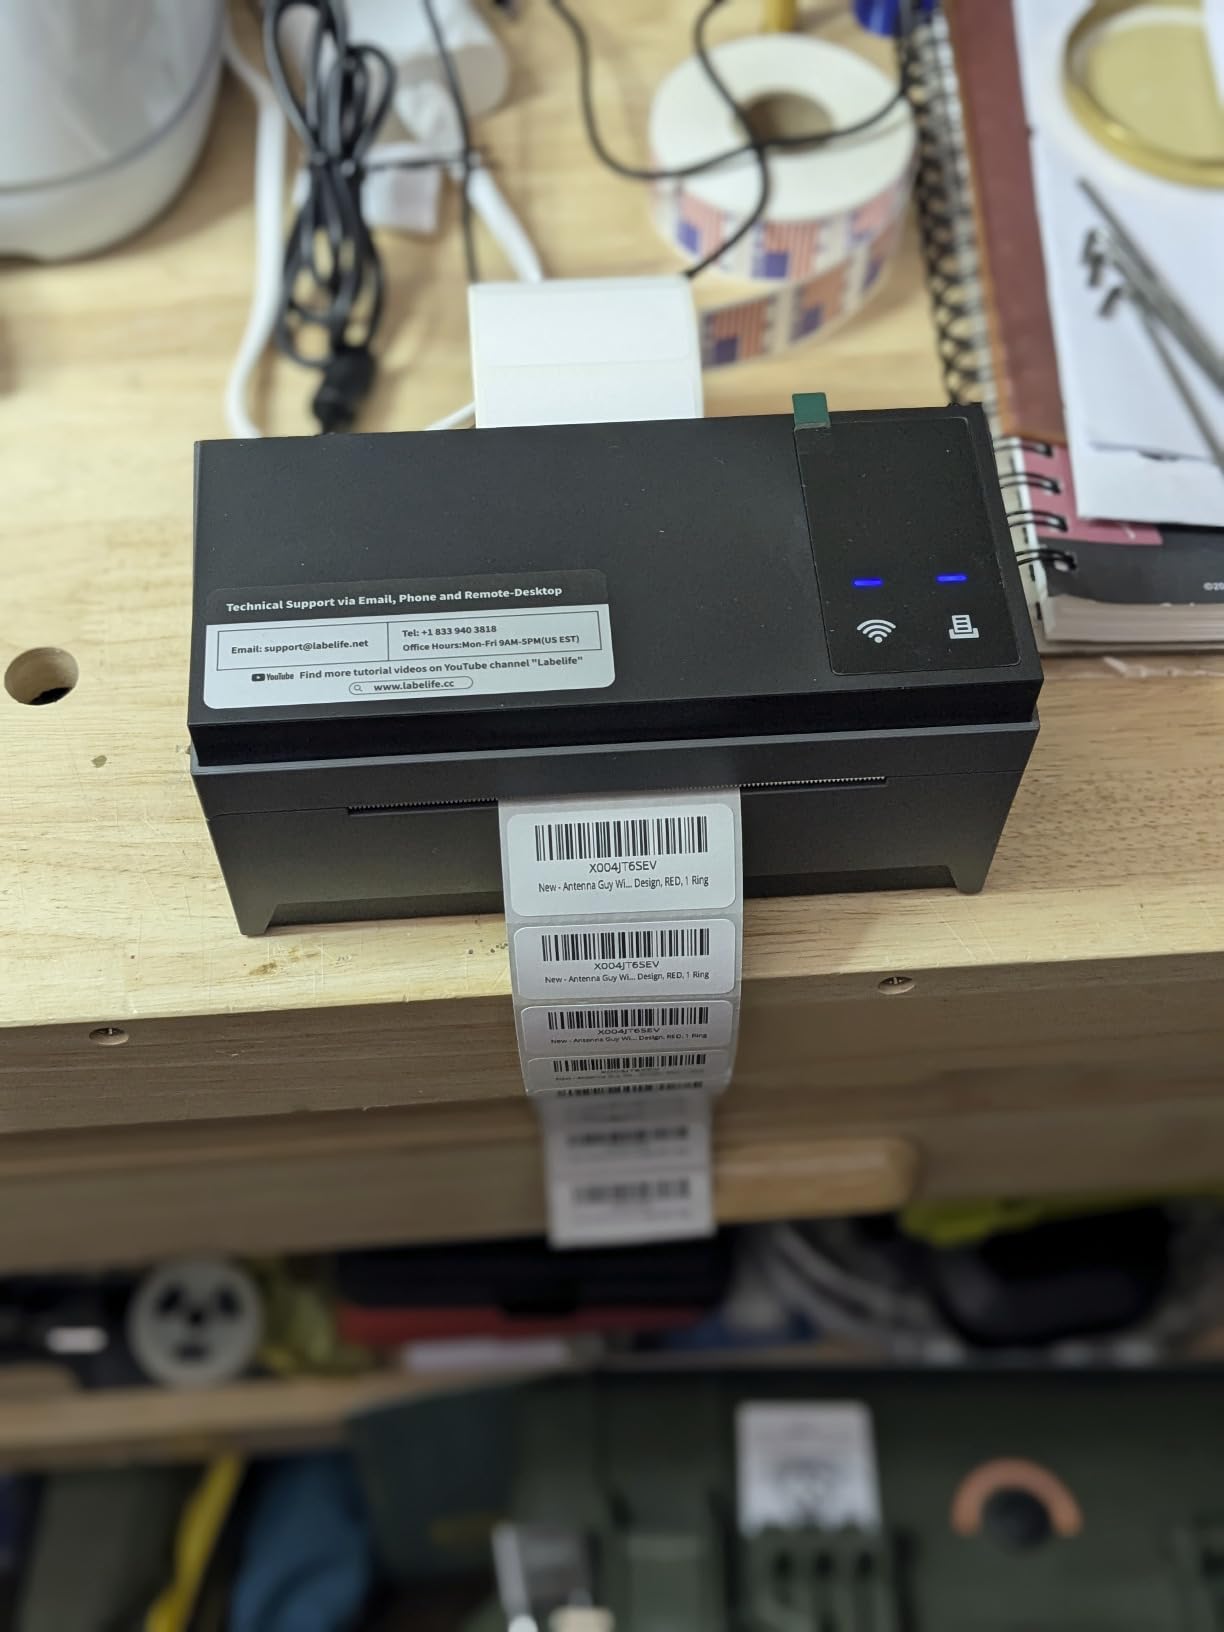 Technical Support via Email, Phone and Remote-Desktop
Email: support@labelife.net
Tel: +1 833 940 3818
Office Hours:Mon-Fri 9AM-5PM(US EST)
YouTube Find more tutorial videos on YouTube channel "Labelife"
www.labelife.cc
X004JT6SEV
New - Antenna Guy Wi... Design, RED, 1 Ring
X004JT6SEV
New - Antenna Guy Wi... Design, RED, 1 Ring
X004JT6SEV
New - Antenna Guy Wi... Design, RED, 1 Ring
X004JT6SEV